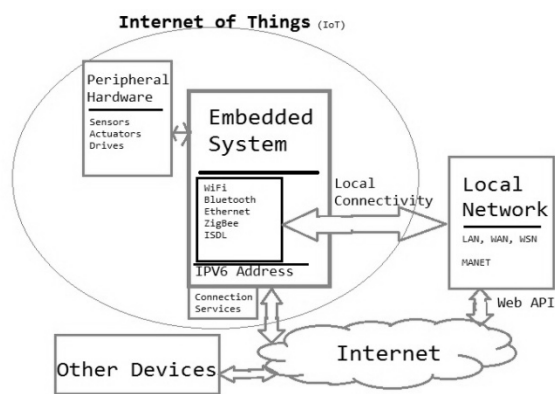 Internet of Things (IoT)
Peripheral
Hardware
Sensors
Actuators
Drives
Embedded
System
WiFi
Bluetooth
Ethernet
ZigBee
ISDL
IPV6 Address
Connection
Services
Local
Connectivity
Local
Network
LAN, WAN, WSN
MANET
Web API
Internet
Other Devices